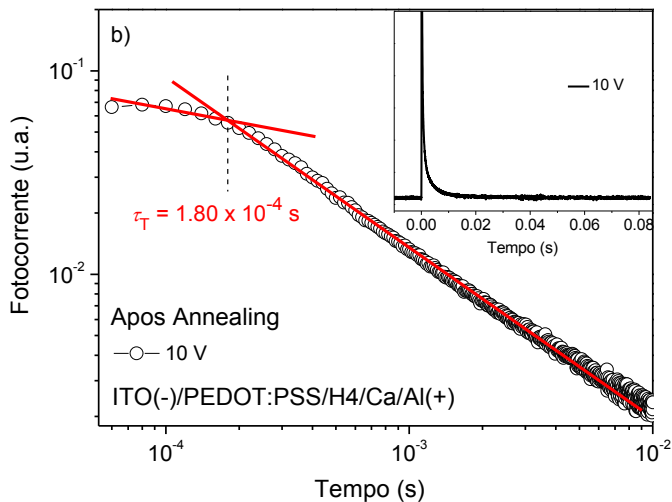 b)
10 V
10⁻¹
0.00 0.02 0.04 0.06 0.08
Tempo (s)
τ_T = 1.80 x 10⁻⁴ s
Fotocorrente (u.a.)
10⁻²
Apos Annealing
10 V
ITO(-)/PEDOT:PSS/H4/Ca/Al(+)
10⁻⁴ 10⁻³ 10⁻²
Tempo (s)